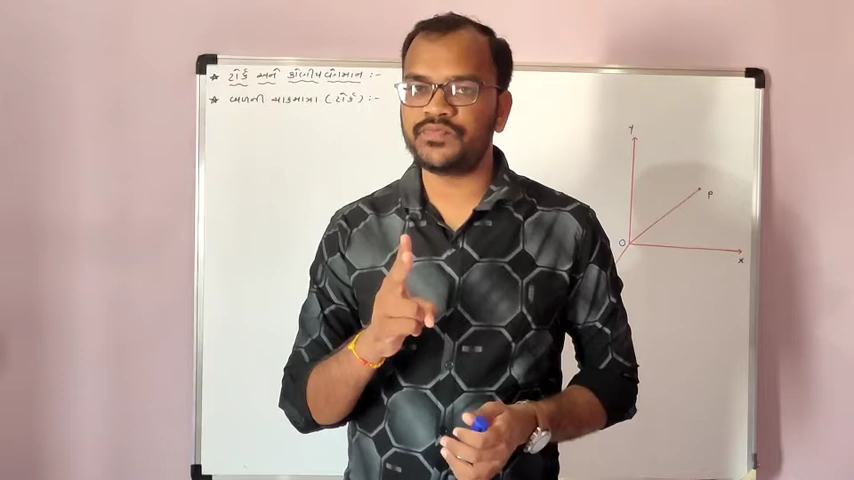 * ટૉર્ક અને કોણીય વેગમાન :-
* બળની ચાકમાત્રા (ટૉર્ક) :-
Y
P
O
X